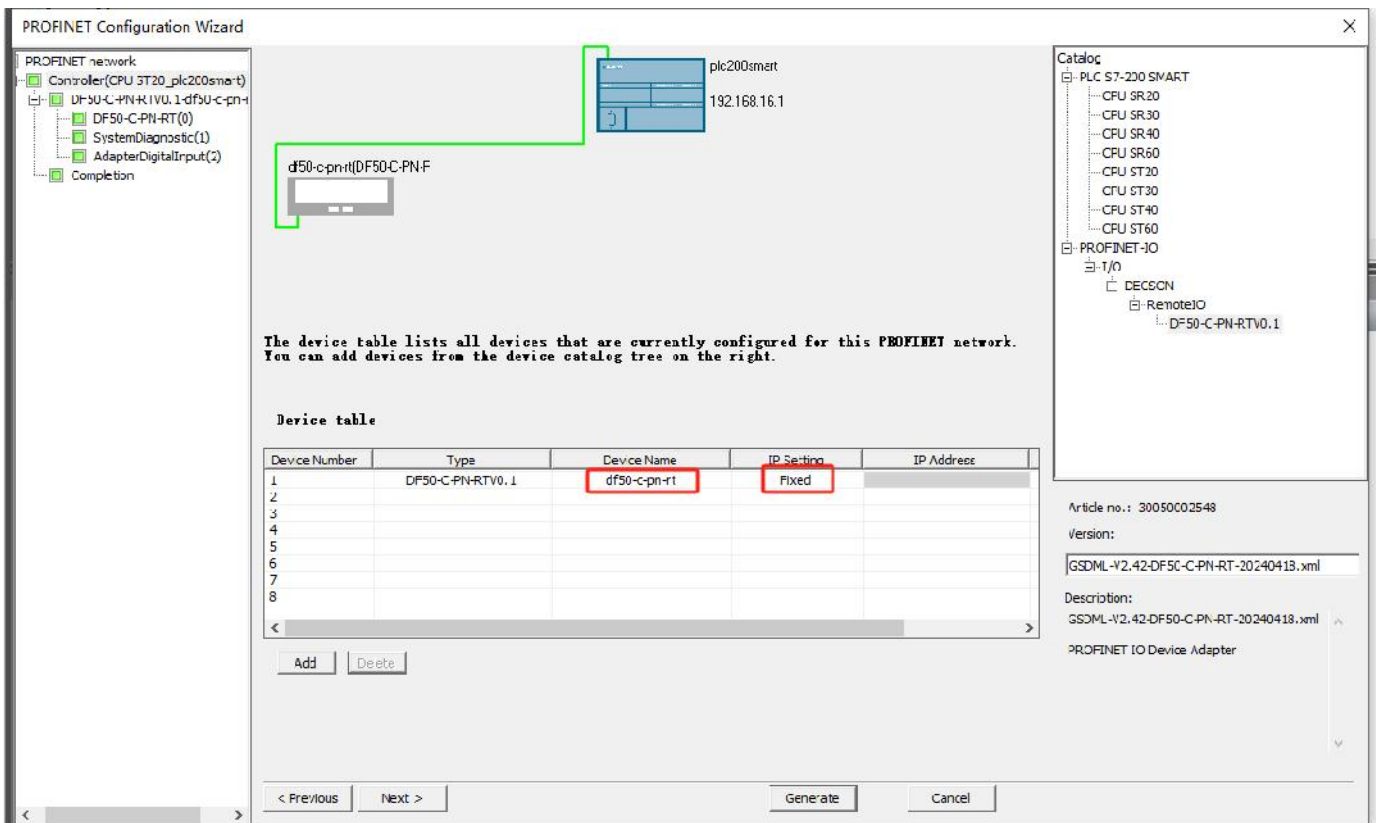 PROFINET Configuration Wizard
PROFINET network
Controller(CPU ST20_plc200smart)
DF50-C-PN-RTV0.1-df50-c-pn-r
DF50-C-PN-RT(0)
SystemDiagnostic(1)
AdapterDigitalInput(2)
Completion
plc200smart
192.168.16.1
df50-c-pn-rt(DF50-C-PN-F
The device table lists all devices that are currently configured for this PROFINET network.
You can add devices from the device catalog tree on the right.
Device table
Device Number Type Device Name IP Setting IP Address
1 DF50-C-PN-RTV0.1 df50-c-pn-rt Fixed
2
3
4
5
6
7
8
Add Delete
< Previous Next > Generate Cancel
Catalog
PLC S7-200 SMART
CPU SR20
CPU SR30
CPU SR40
CPU SR60
CPU ST20
CPU ST30
CPU ST40
CPU ST60
PROFINET-IO
I/O
DECSON
RemoteIO
DF50-C-PN-RTV0.1
Article no.: 30050002548
Version:
GSDML-V2.42-DF50-C-PN-RT-20240418.xml
Description:
GSDML-V2.42-DF50-C-PN-RT-20240418.xml
PROFINET IO Device Adapter